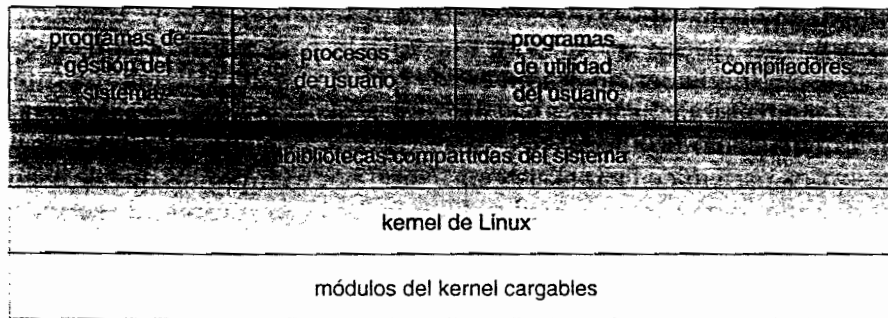 programas de
gestión del
sistema
procesos
de usuario
programas
de utilidad
del usuario
compiladores
bibliotecas compartidas del sistema
kernel de Linux
módulos del kernel cargables